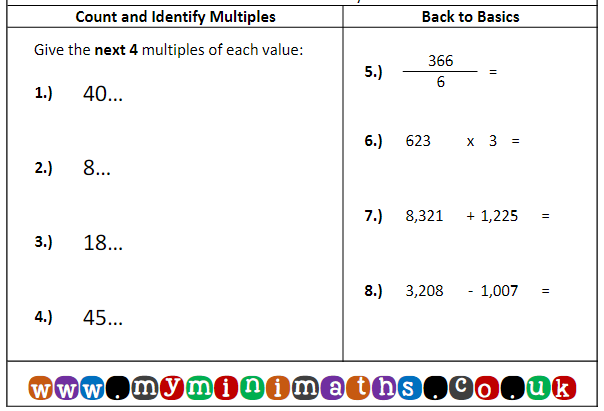 Count and Identify Multiples
Give the next 4 multiples of each value:
1.) 40...
2.) 8...
3.) 18...
4.) 45...
Back to Basics
5.) 366
6 =
6.) 623 x 3 =
7.) 8,321 + 1,225 =
8.) 3,208 - 1,007 =
www.myminimaths.co.uk